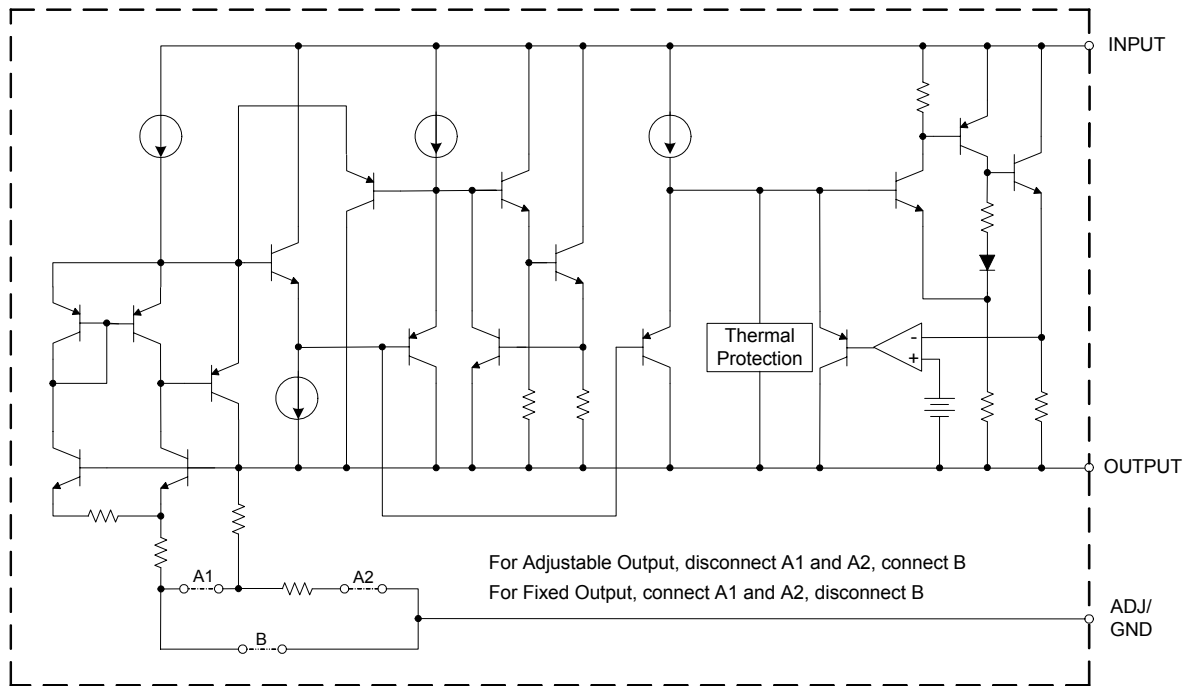 INPUT
Thermal
Protection
-
+
OUTPUT
A1
A2
B
For Adjustable Output, disconnect A1 and A2, connect B
For Fixed Output, connect A1 and A2, disconnect B
ADJ/
GND